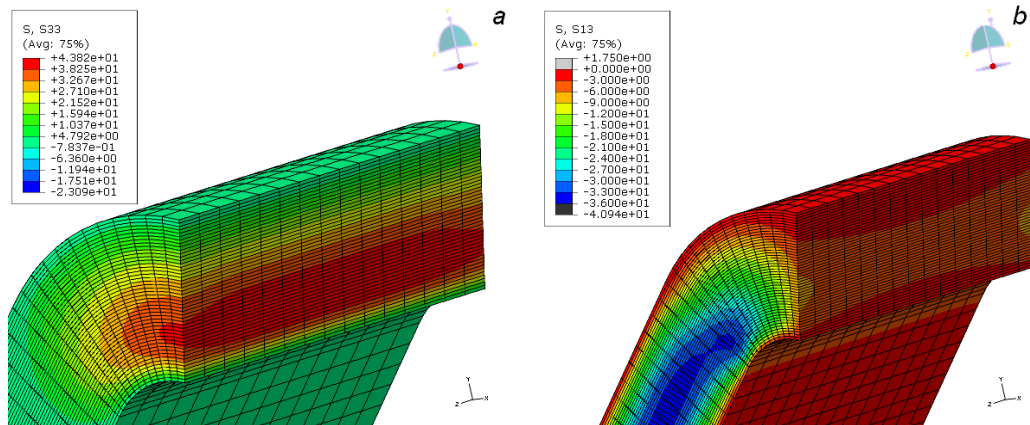 a
S, S33
(Avg: 75%)
+4.382e+01
+3.825e+01
+3.267e+01
+2.710e+01
+2.152e+01
+1.594e+01
+1.037e+01
+4.792e+00
-7.837e-01
-6.360e+00
-1.194e+01
-1.751e+01
-2.309e+01
Y
Z
X
b
S, S13
(Avg: 75%)
+1.750e+00
+0.000e+00
-3.000e+00
-6.000e+00
-9.000e+00
-1.200e+01
-1.500e+01
-1.800e+01
-2.100e+01
-2.400e+01
-2.700e+01
-3.000e+01
-3.300e+01
-3.600e+01
-4.094e+01
Y
Z
X